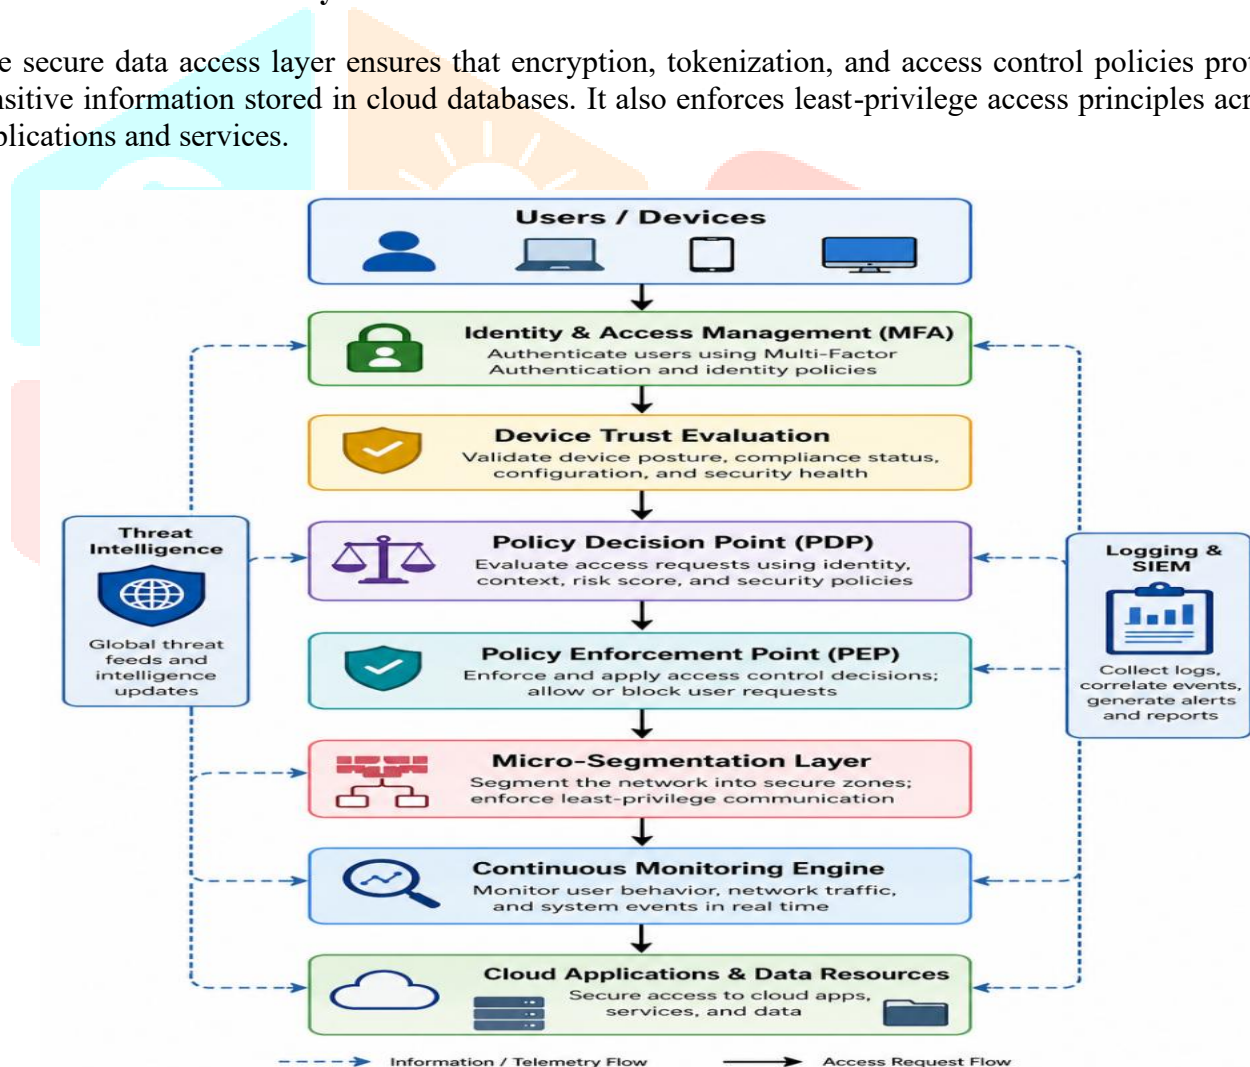 secure data access layer ensures that encryption, tokenization, and access control policies
information stored in cloud databases. It also enforces least-privilege access principles
and services.
Users / Devices
Identity & Access Management (MFA)
Authenticate users using Multi-Factor
Authentication and identity policies
Device Trust Evaluation
Validate device posture, compliance status,
configuration, and security health
Threat
Intelligence
Global threat
feeds and
intelligence
updates
Policy Decision Point (PDP)
Evaluate access requests using identity,
context, risk score, and security policies
Logging &
SIEM
Collect logs,
correlate events,
generate alerts
and reports
Policy Enforcement Point (PEP)
Enforce and apply access control decisions;
allow or block user requests
Micro-Segmentation Layer
Segment the network into secure zones;
enforce least-privilege communication
Continuous Monitoring Engine
Monitor user behavior, network traffic,
and system events in real time
Cloud Applications & Data Resources
Secure access to cloud apps,
services, and data
Information / Telemetry Flow
Access Request Flow